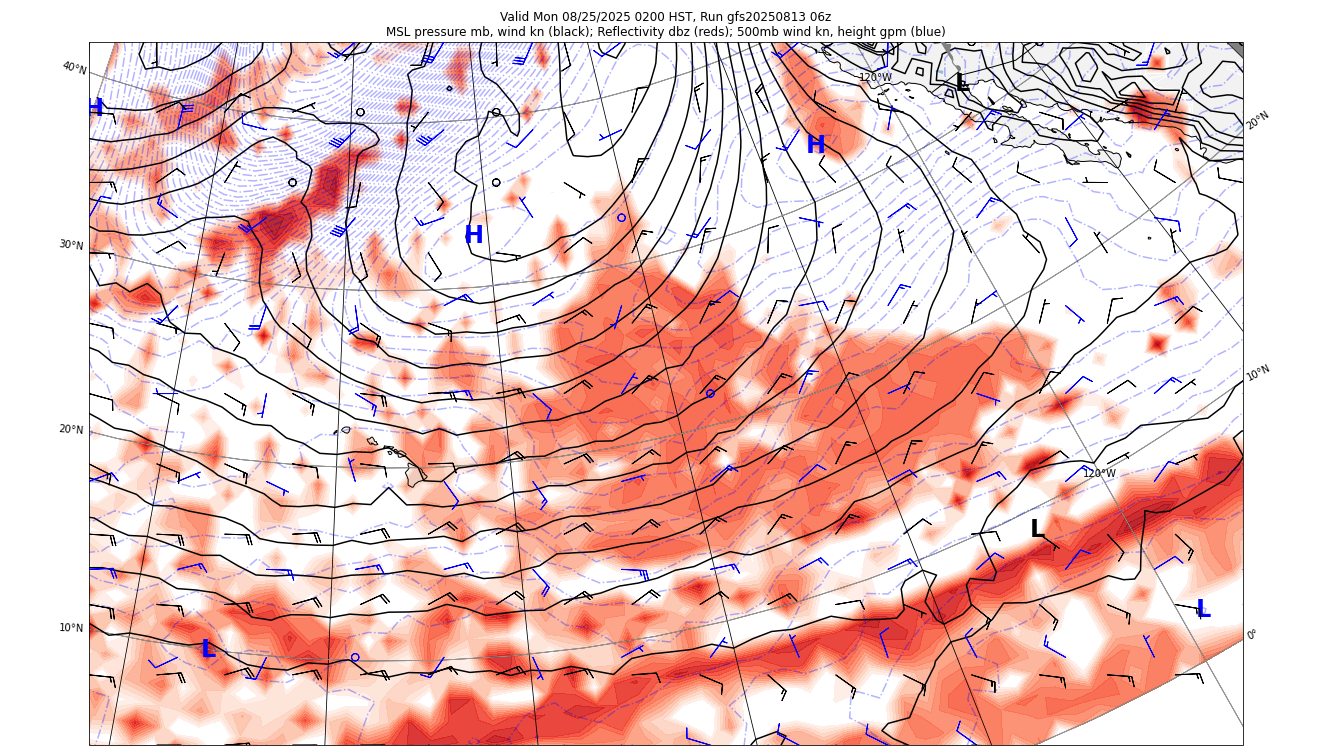 Valid Mon 08/25/2025 0200 HST, Run gfs20250813 06z
MSL pressure mb, wind kn (black); Reflectivity dbz (reds); 500mb wind kn, height gpm (blue)
40°N
120°W
L
H
20°N
H
H
30°N
10°N
20°N
120°W
L
10°N
L
L
0°